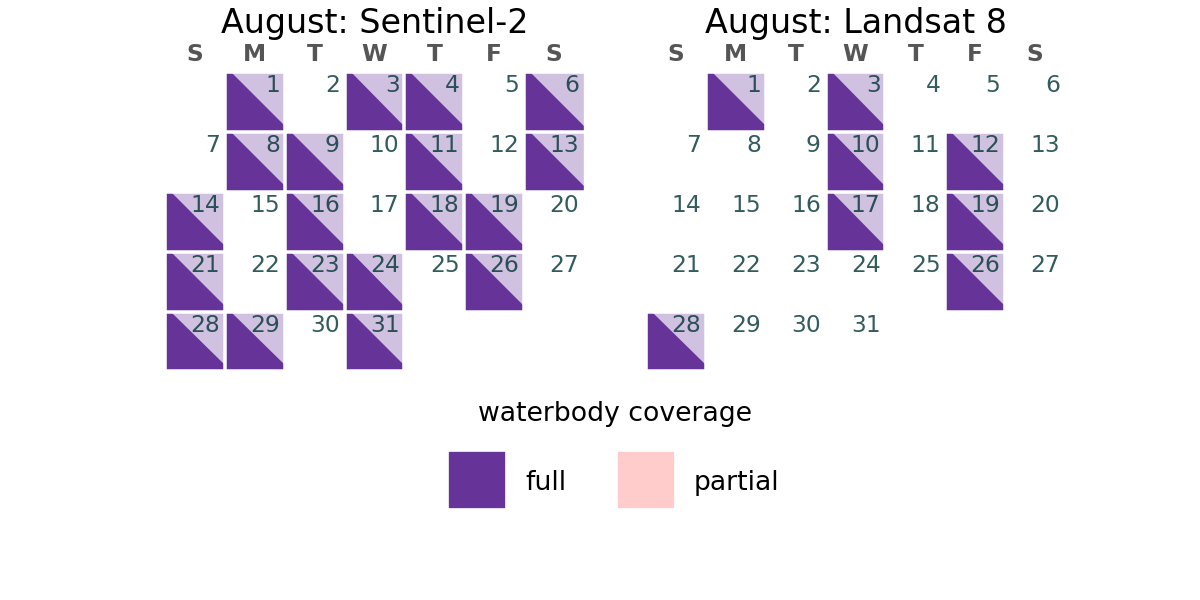 August: Sentinel-2
S M T W T F S
1 2 3 4 5 6
7 8 9 10 11 12 13
14 15 16 17 18 19 20
21 22 23 24 25 26 27
28 29 30 31
August: Landsat 8
S M T W T F S
1 2 3 4 5 6
7 8 9 10 11 12 13
14 15 16 17 18 19 20
21 22 23 24 25 26 27
28 29 30 31
waterbody coverage
full partial